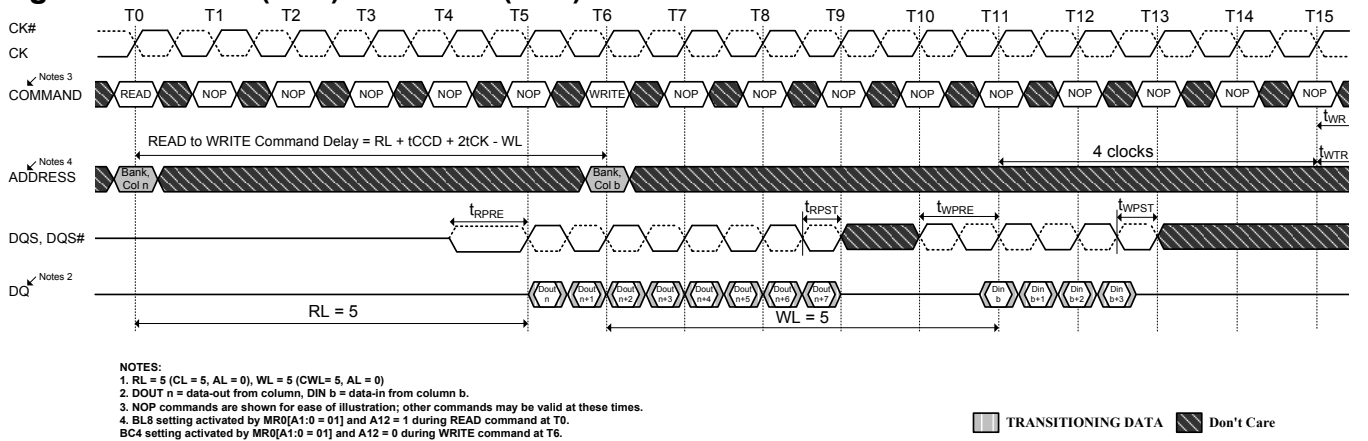 T0 T1 T2 T3 T4 T5 T6 T7 T8 T9 T10 T11 T12 T13 T14 T15
CK#
CK
Notes 3
COMMAND READ NOP NOP NOP NOP NOP WRITE NOP NOP NOP NOP NOP NOP NOP NOP NOP
tWR
READ to WRITE Command Delay = RL + tCCD + 2tCK - WL
4 clocks
tWTR
Notes 4
ADDRESS
Bank, Col n
Bank, Col b
tRPRE tRPST tWPRE tWPST
DQS, DQS#
Notes 2
DQ
Dout n Dout n+1 Dout n+2 Dout n+3 Dout n+4 Dout n+5 Dout n+6 Dout n+7 Din b Din b+1 Din b+2 Din b+3
RL = 5
WL = 5
NOTES:
1. RL = 5 (CL = 5, AL = 0), WL = 5 (CWL= 5, AL = 0)
2. DOUT n = data-out from column, DIN b = data-in from column b.
3. NOP commands are shown for ease of illustration; other commands may be valid at these times.
4. BL8 setting activated by MR0[A1:0 = 01] and A12 = 1 during READ command at T0.
BC4 setting activated by MR0[A1:0 = 01] and A12 = 0 during WRITE command at T6.
TRANSITIONING DATA
Don't Care